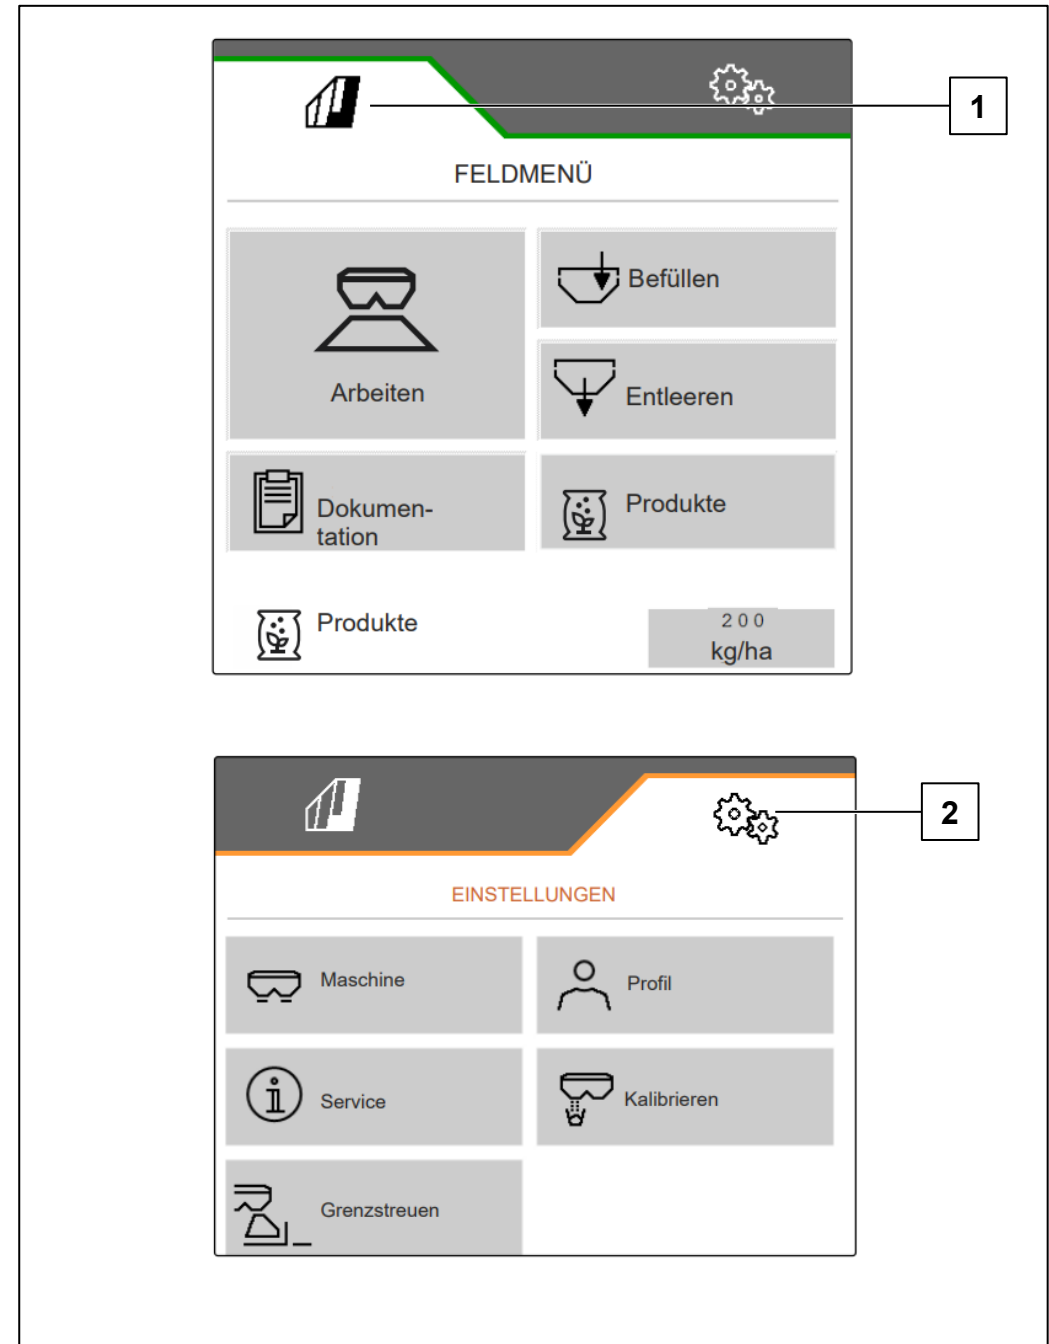 1
FELDMENÜ
Befüllen
Arbeiten
Entleeren
Dokumen-
tation
Produkte
Produkte
200
kg/ha
2
EINSTELLUNGEN
Maschine
Profil
Service
Kalibrieren
Grenzstreuen